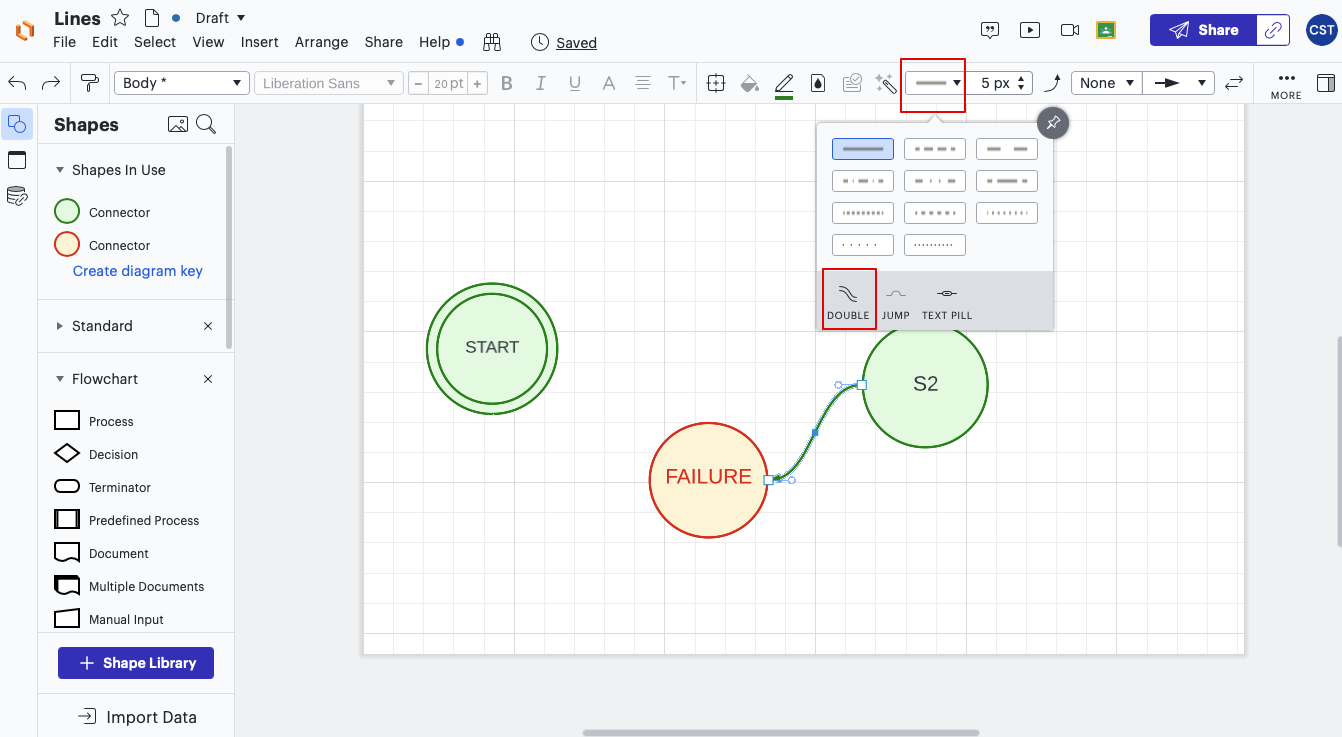 Lines Draft
File Edit Select View Insert Arrange Share Help Saved
Share CST
Body * Liberation Sans 20 pt B I U A T 5 px None MORE
Shapes
Shapes In Use
Connector
Connector
Create diagram key
Standard
Flowchart
Process
Decision
Terminator
Predefined Process
Document
Multiple Documents
Manual Input
Shape Library
Import Data
DOUBLE JUMP TEXT PILL
START
S2
FAILURE